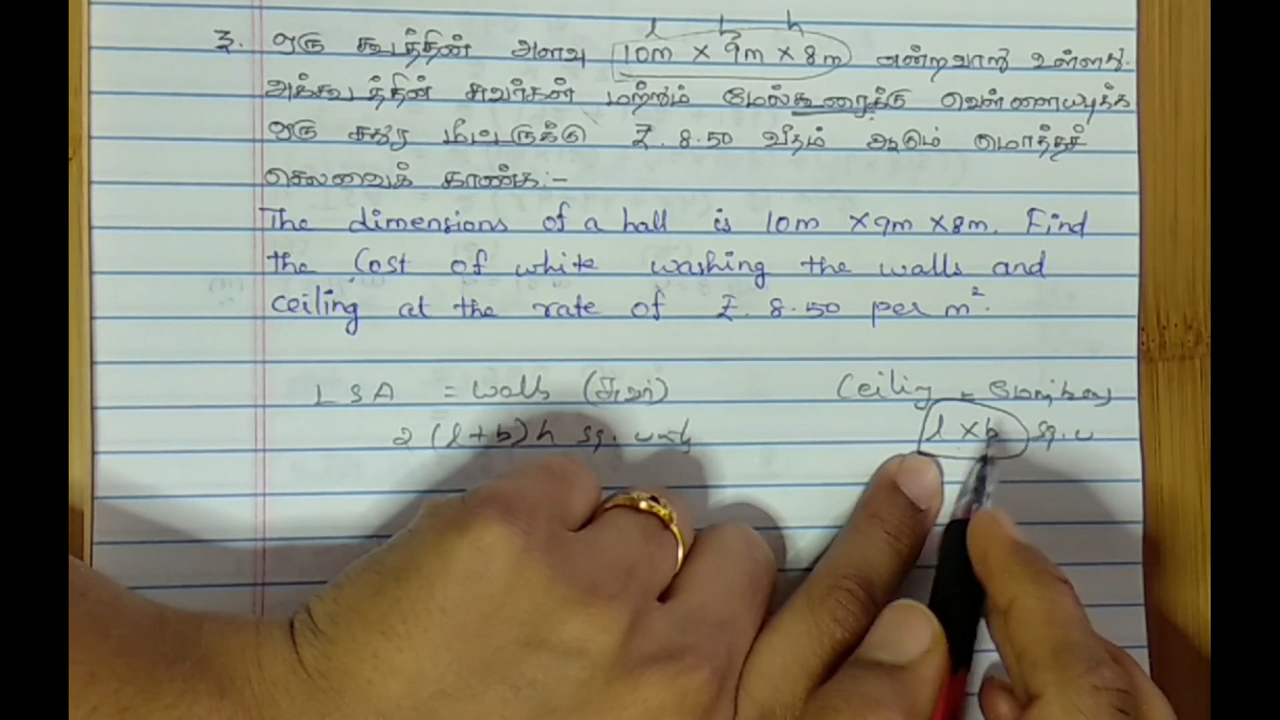 l b h
3. ஒரு கூடத்தின் அளவு 10m × 9m × 8m என்றவாறு உள்ளது.
அக்கூடத்தின் சுவர்கள் மற்றும் மேல்கூரைக்கு வெள்ளையடிக்க
ஒரு சதுர மீட்டருக்கு ₹. 8.50 வீதம் ஆகும் மொத்தச்
செலவைக் காண்க:-
The dimensions of a hall is 10m ×9m ×8m. Find
the Cost of white washing the walls and
ceiling at the rate of ₹. 8.50 per m².
LSA = walls (சுவர்) Ceiling =
2 (l+b)h sq. units l × b sq. u